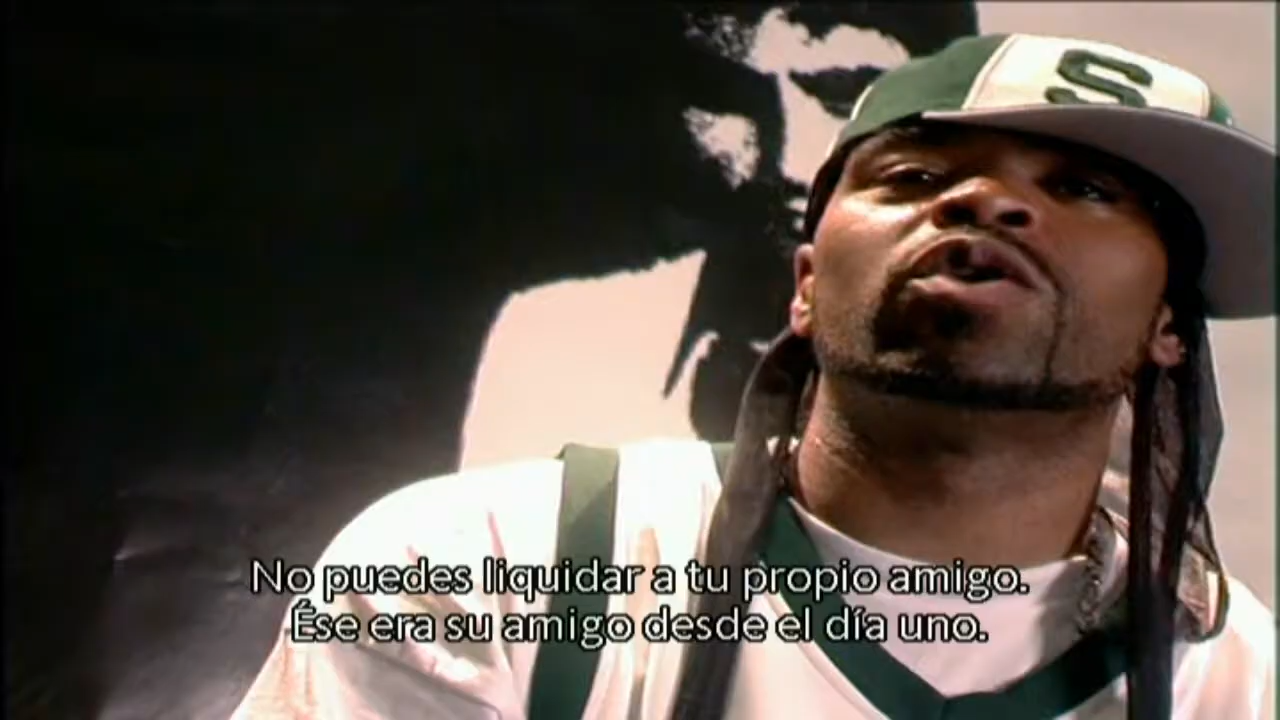 S
No puedes liquidar a tu propio amigo.
Ése era su amigo desde el día uno.